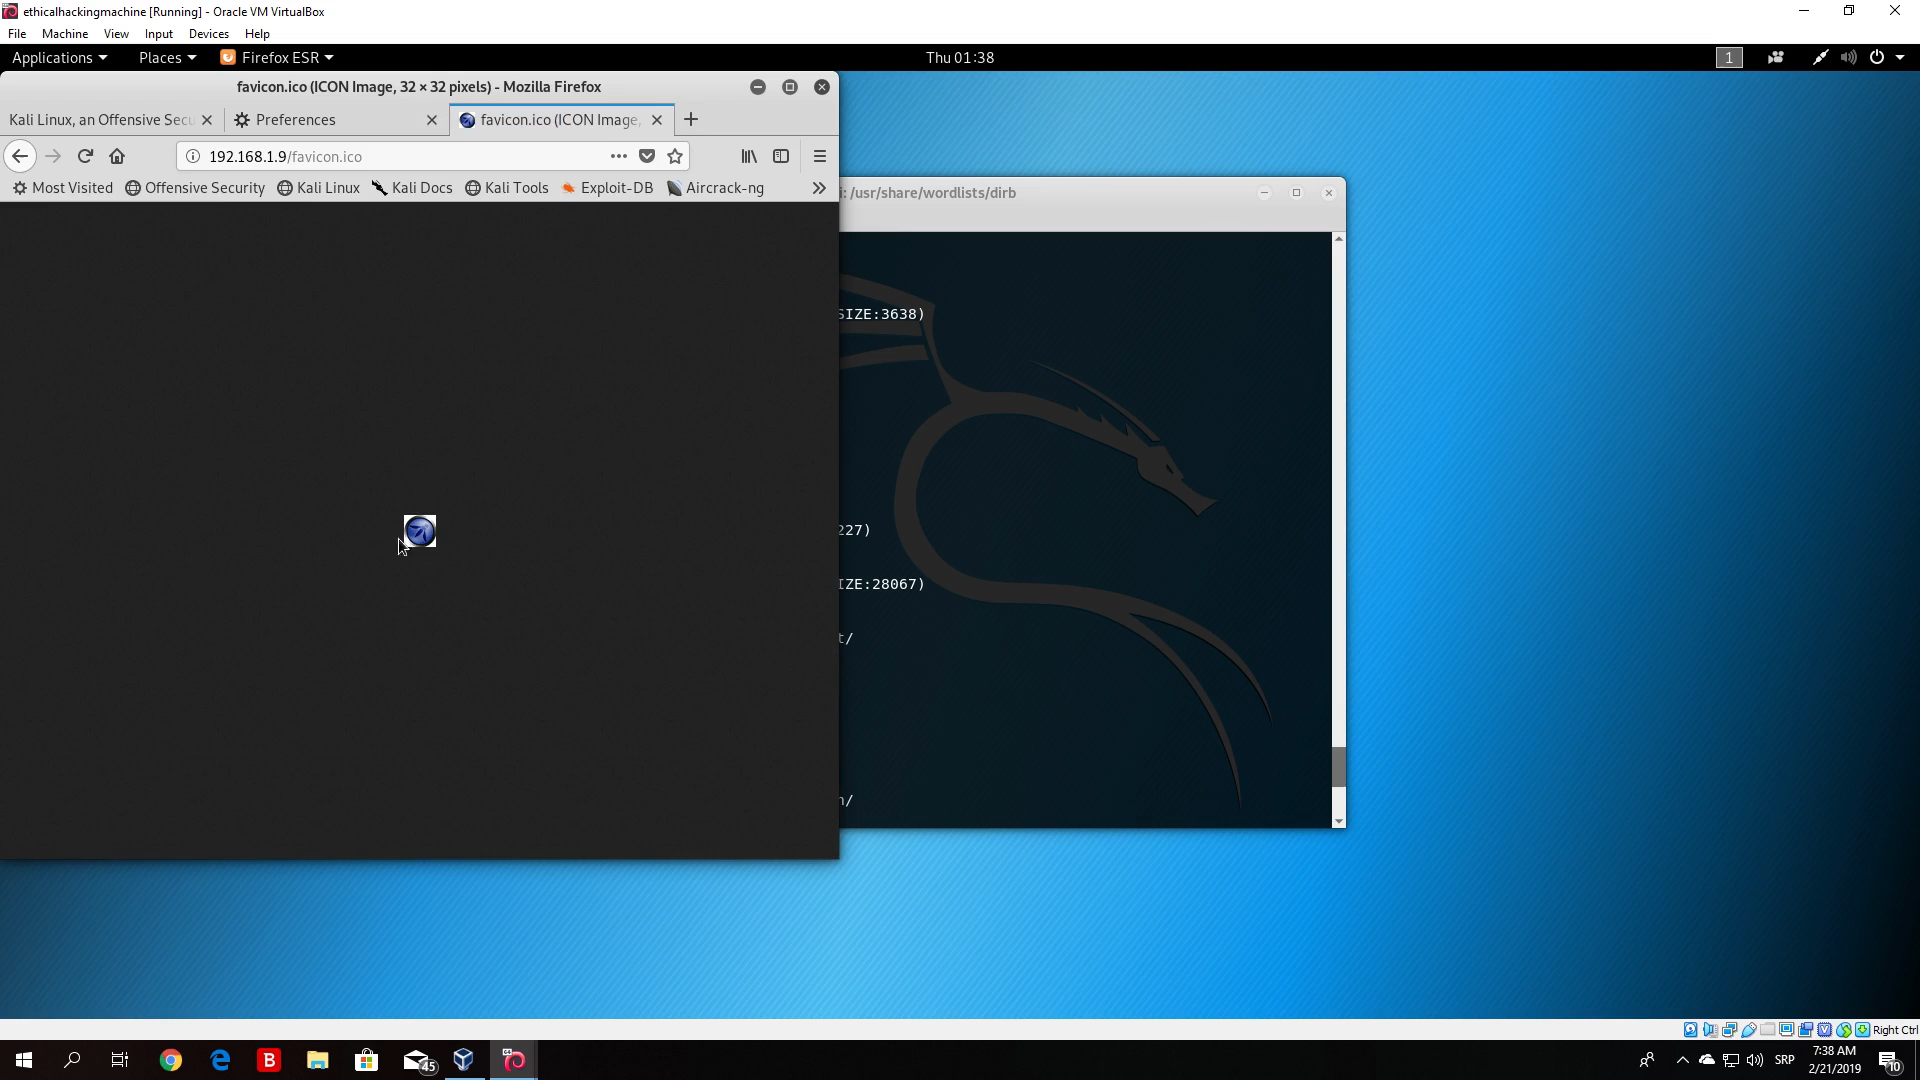 ethicalhackingmachine [Running] - Oracle VM VirtualBox
File Machine View Input Devices Help
Applications Places Firefox ESR Thu 01:38 1
favicon.ico (ICON Image, 32 × 32 pixels) - Mozilla Firefox
Kali Linux, an Offensive Secu Preferences favicon.ico (ICON Image,
192.168.1.9/favicon.ico
Most Visited Offensive Security Kali Linux Kali Docs Kali Tools Exploit-DB Aircrack-ng
i: /usr/share/wordlists/dirb
SIZE:3638)
227)
IZE:28067)
t/
n/
Right Ctrl
45 SRP 7:38 AM
2/21/2019 10